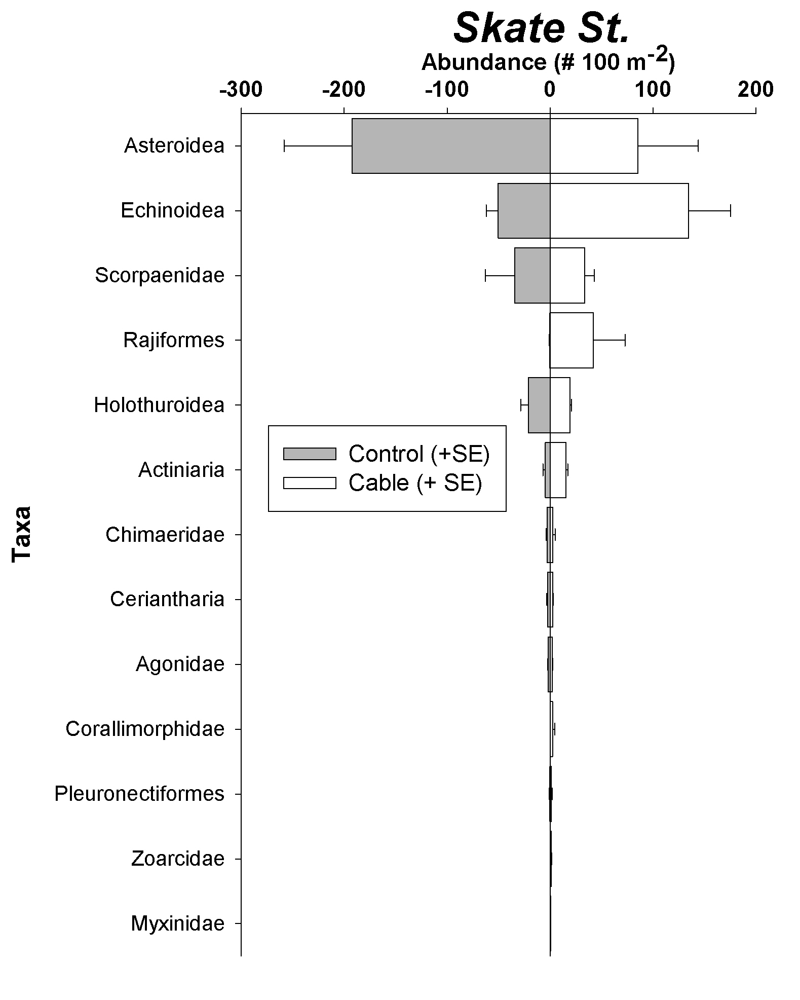 Skate St.
Abundance (# 100 m-2)
-300 -200 -100 0 100 200
Asteroidea
Echinoidea
Scorpaenidae
Rajiformes
Holothuroidea
Control (+SE)
Actiniaria
Cable (+ SE)
Taxa
Chimaeridae
Ceriantharia
Agonidae
Corallimorphidae
Pleuronectiformes
Zoarcidae
Myxinidae